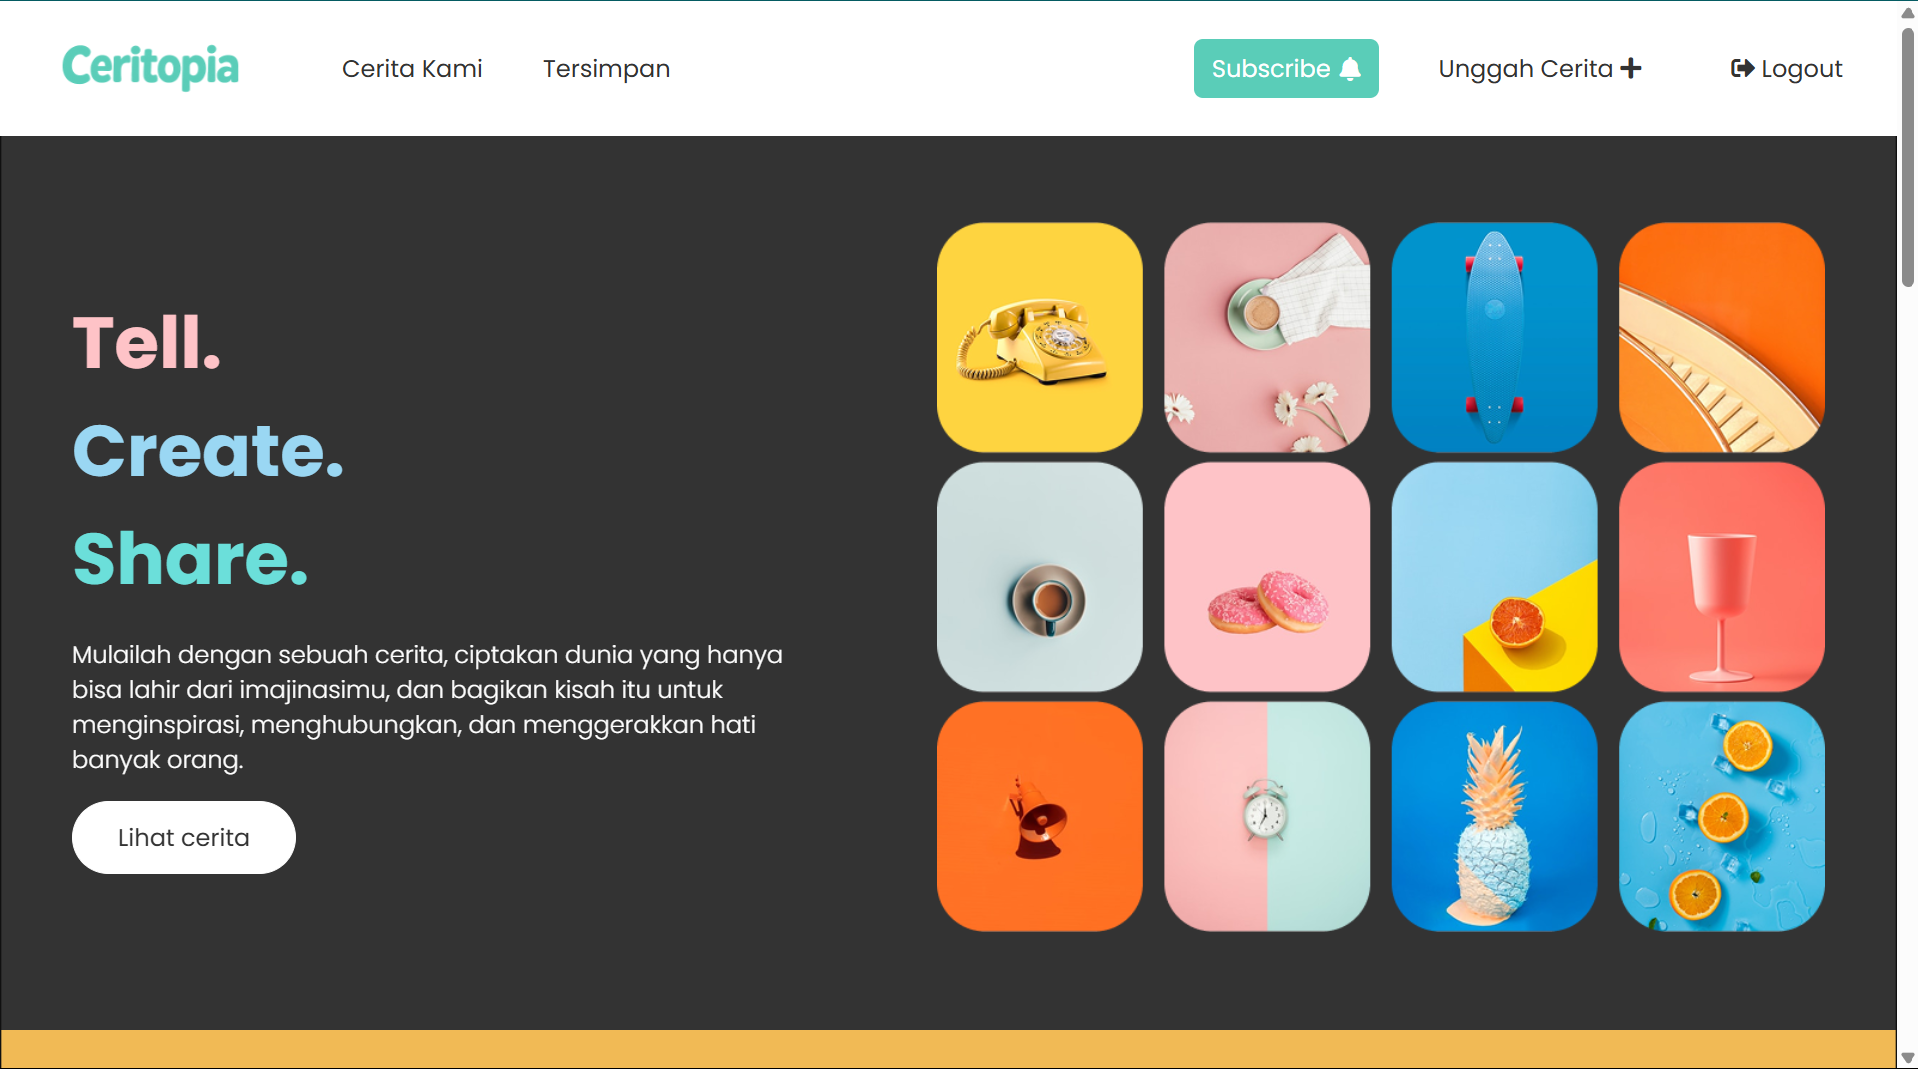 Ceritopia
Cerita Kami
Tersimpan
Subscribe
Unggah Cerita
Logout
Tell.
Create.
Share.
Mulailah dengan sebuah cerita, ciptakan dunia yang hanya
bisa lahir dari imajinasimu, dan bagikan kisah itu untuk
menginspirasi, menghubungkan, dan menggerakkan hati
banyak orang.
Lihat cerita